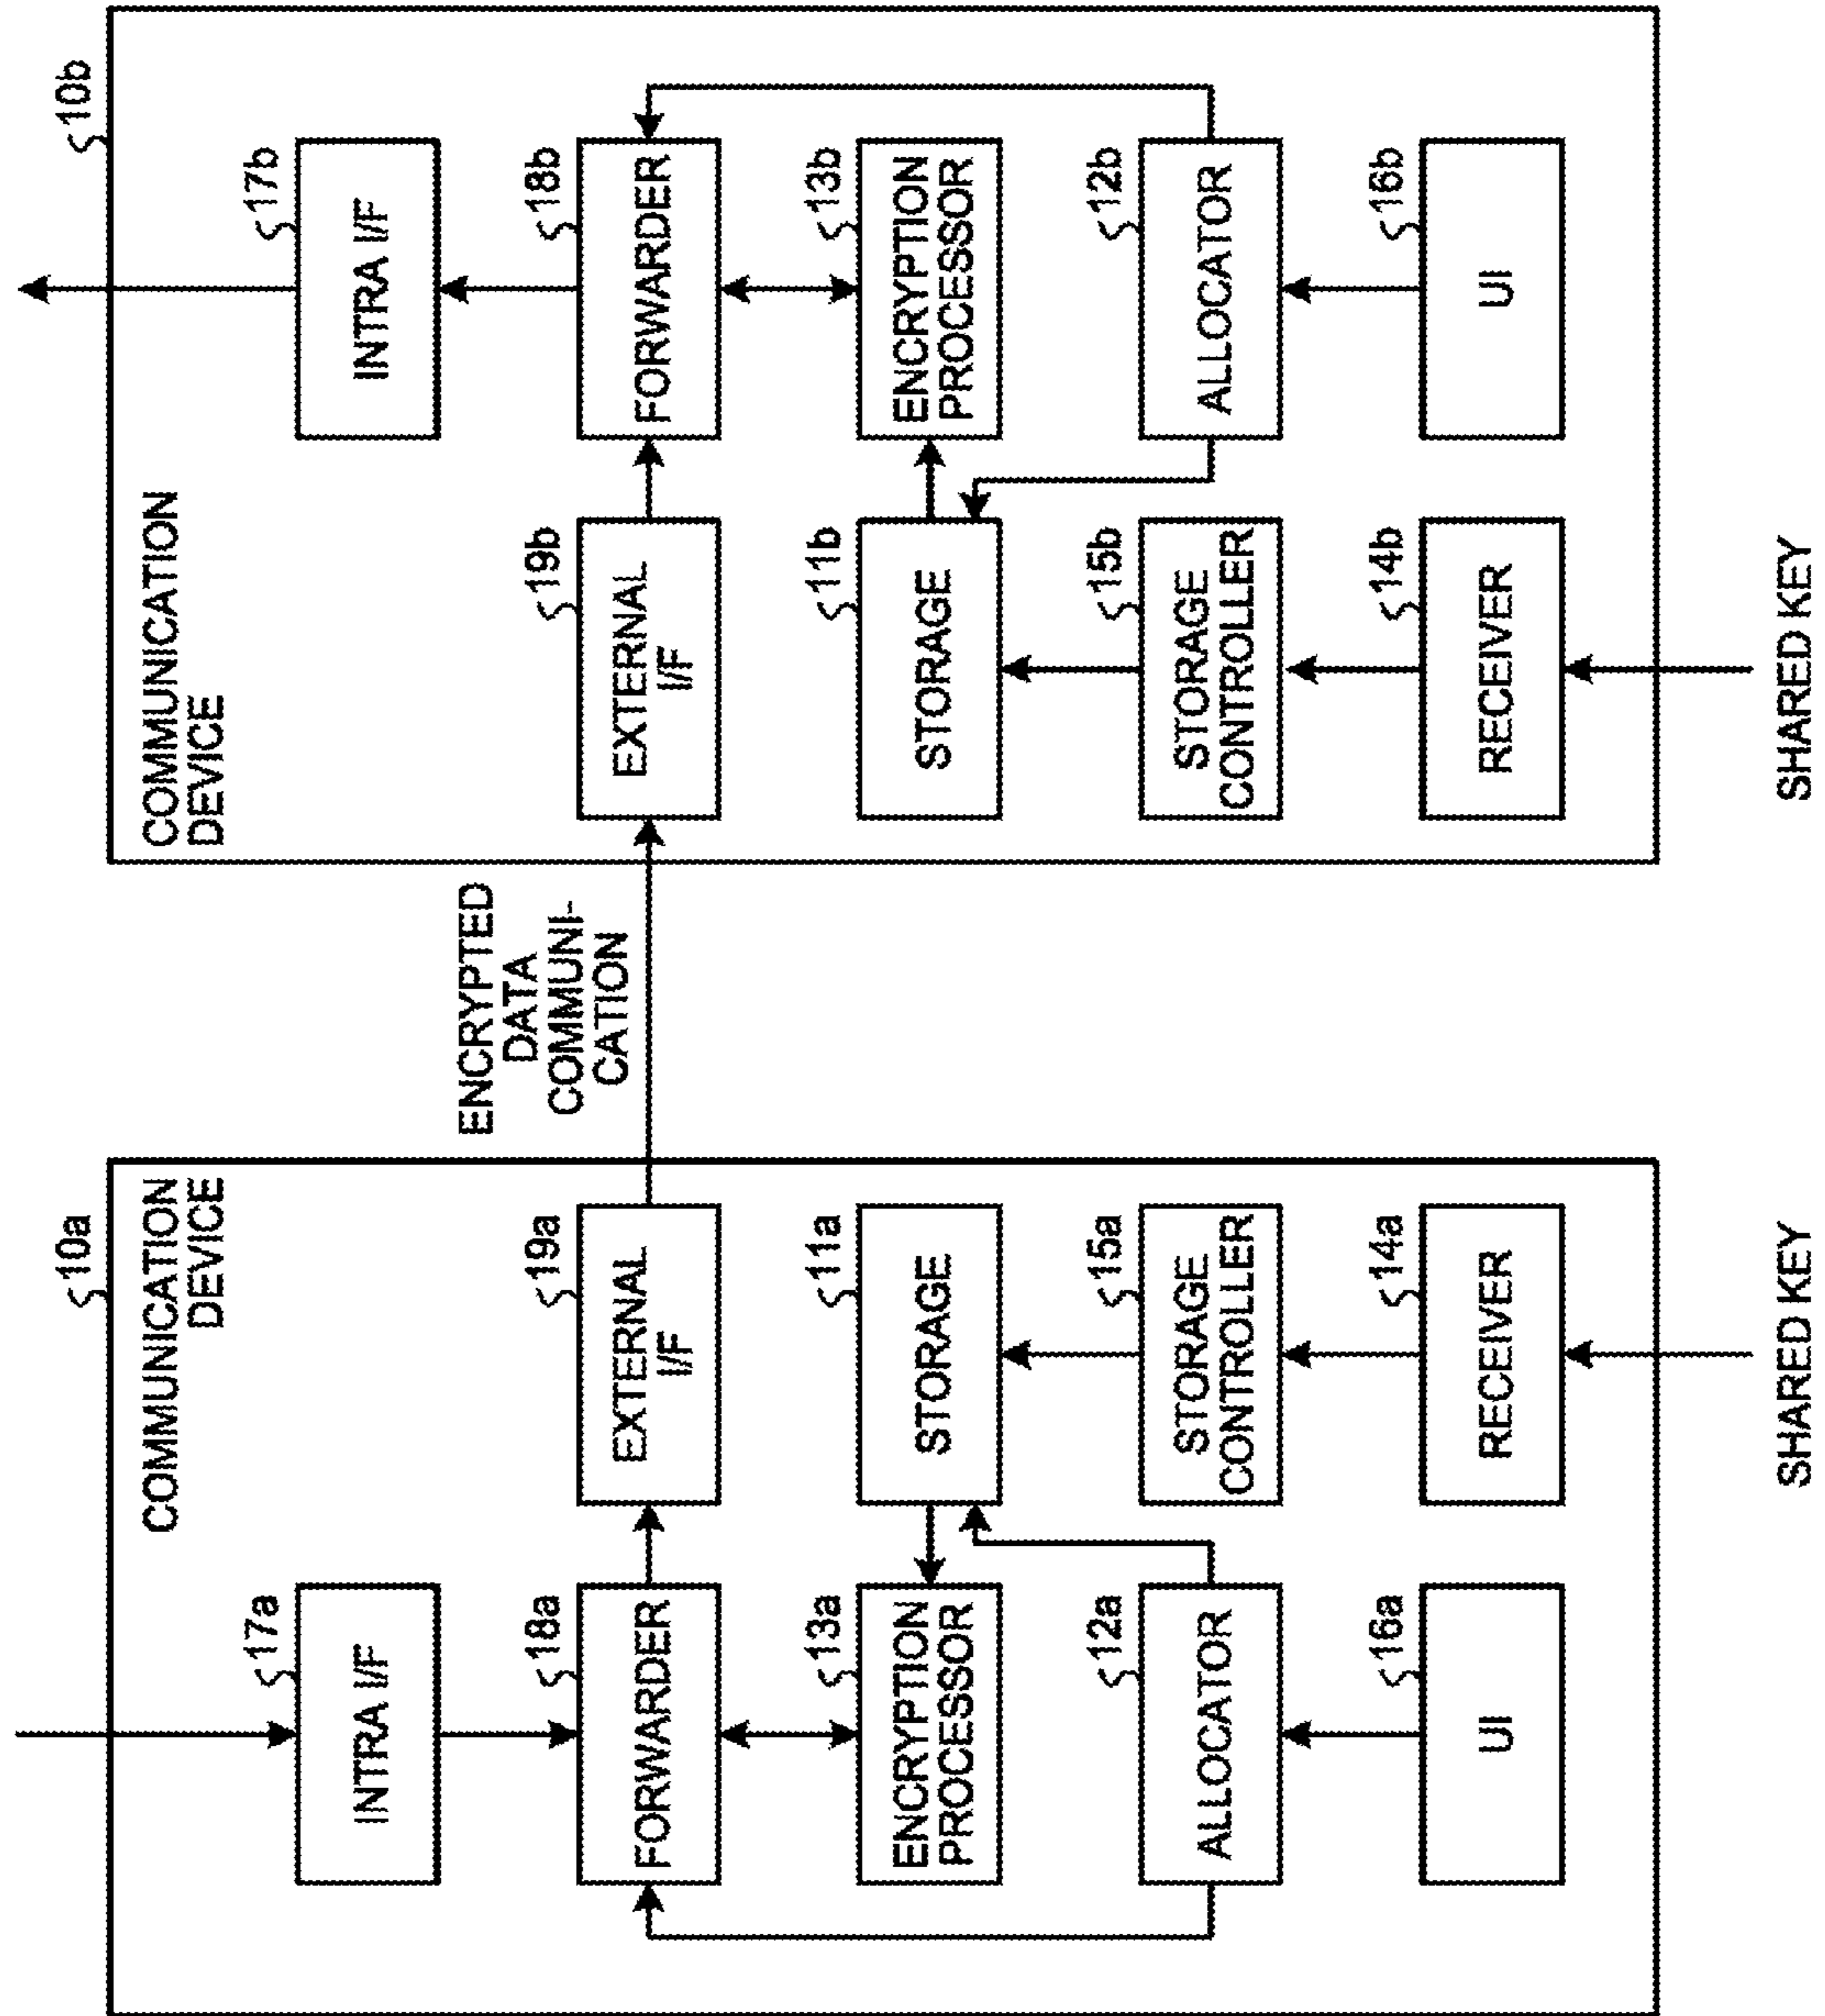 10a
COMMUNICATION
DEVICE
17a
INTRA I/F
18a
FORWARDER
19a
EXTERNAL
I/F
13a
ENCRYPTION
PROCESSOR
11a
STORAGE
12a
ALLOCATOR
15a
STORAGE
CONTROLLER
16a
UI
14a
RECEIVER
SHARED KEY
ENCRYPTED
DATA
COMMUNI-
CATION
10b
COMMUNICATION
DEVICE
17b
INTRA I/F
19b
EXTERNAL
I/F
18b
FORWARDER
11b
STORAGE
13b
ENCRYPTION
PROCESSOR
15b
STORAGE
CONTROLLER
12b
ALLOCATOR
14b
RECEIVER
16b
UI
SHARED KEY